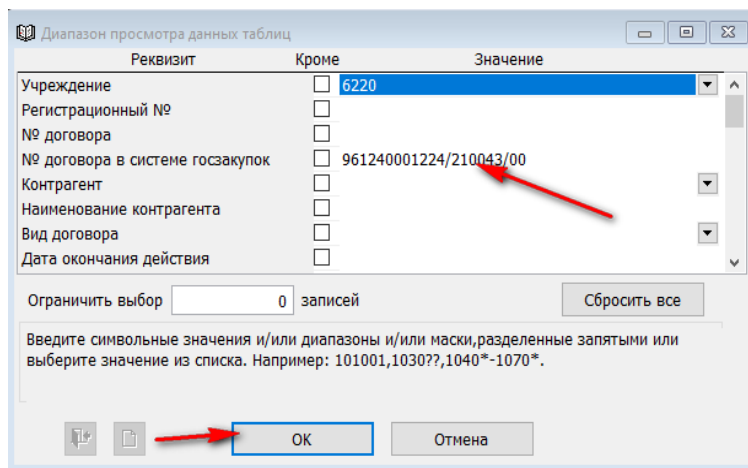 Диапазон просмотра данных таблиц
Реквизит Кроме Значение
Учреждение 6220
Регистрационный №
№ договора
№ договора в системе госзакупок 961240001224/210043/00
Контрагент
Наименование контрагента
Вид договора
Дата окончания действия
Ограничить выбор 0 записей Сбросить все
Введите символьные значения и/или диапазоны и/или маски,разделенные запятыми или
выберите значение из списка. Например: 101001,1030??,1040*-1070*.
OK Отмена